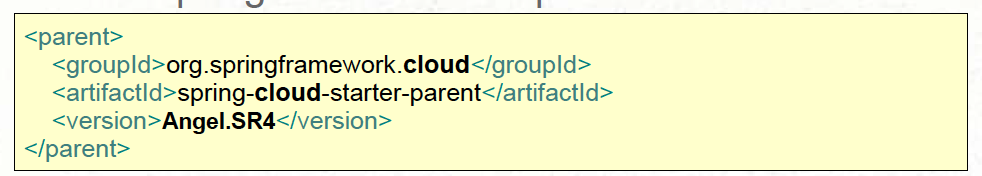 <parent>
<groupId>org.springframework.cloud</groupId>
<artifactId>spring-cloud-starter-parent</artifactId>
<version>Angel.SR4</version>
</parent>